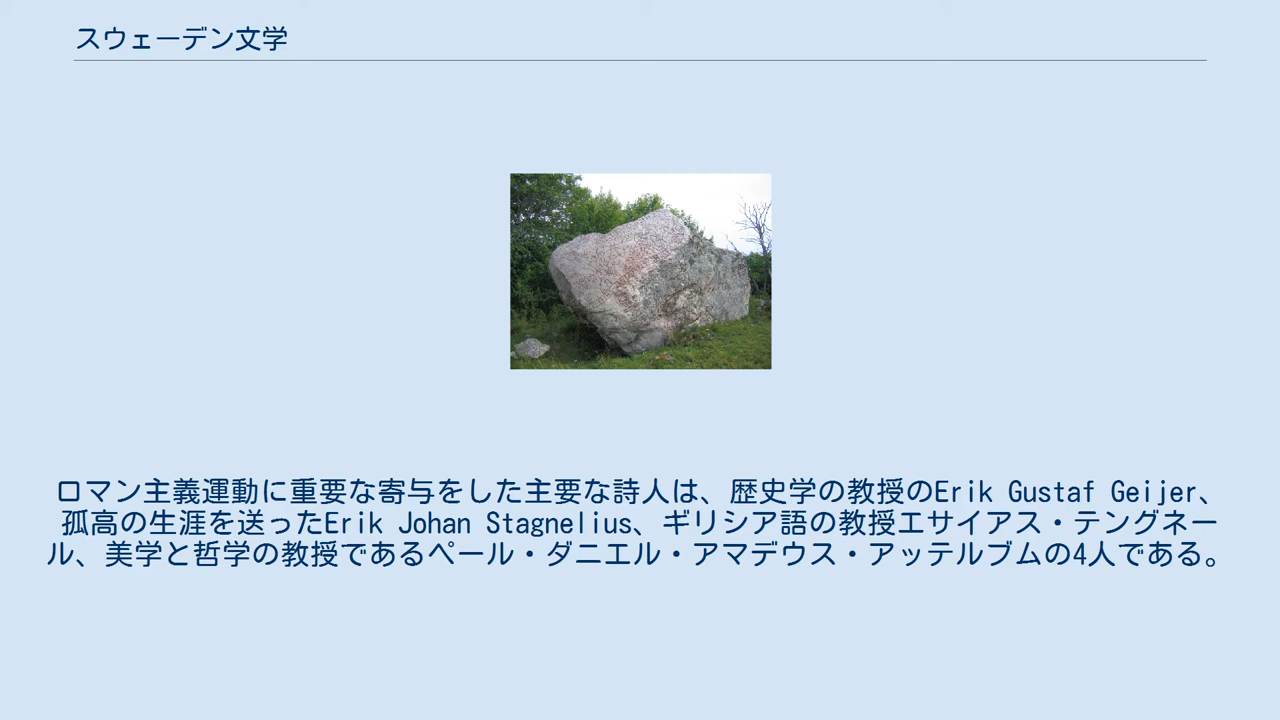 スウェーデン文学
ロマン主義運動に重要な寄与をした主要な詩人は、歴史学の教授のErik Gustaf Geijer、
孤高の生涯を送ったErik Johan Stagnelius、ギリシア語の教授エサイアス・テングネー
ル、美学と哲学の教授であるペール・ダニエル・アマデウス・アッテルブムの4人である。